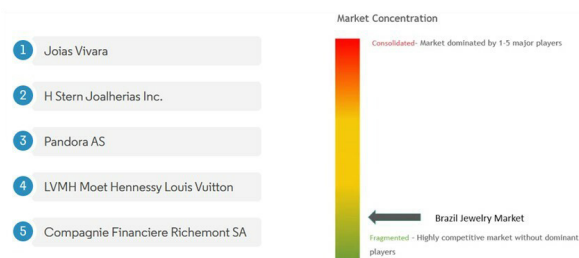 Market Concentration
1 Joias Vivara
2 H Stern Joalherias Inc.
3 Pandora AS
4 LVMH Moet Hennessy Louis Vuitton
5 Compagnie Financiere Richemont SA
Consolidated- Market dominated by 1-5 major players
Brazil Jewelry Market
Fragmented - Highly competitive market without dominant
players